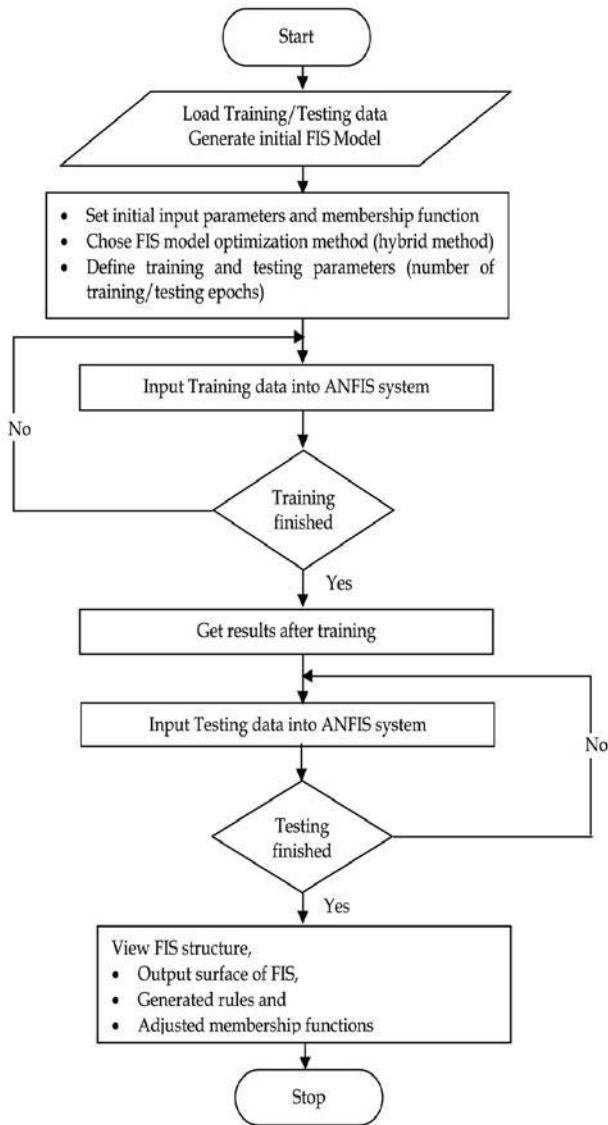 Start
Load Training/Testing data
Generate initial FIS Model
• Set initial input parameters and membership function
• Chose FIS model optimization method (hybrid method)
• Define training and testing parameters (number of
training/testing epochs)
Input Training data into ANFIS system
No
Training
finished
Yes
Get results after training
Input Testing data into ANFIS system
No
Testing
finished
Yes
View FIS structure,
• Output surface of FIS,
• Generated rules and
• Adjusted membership functions
Stop